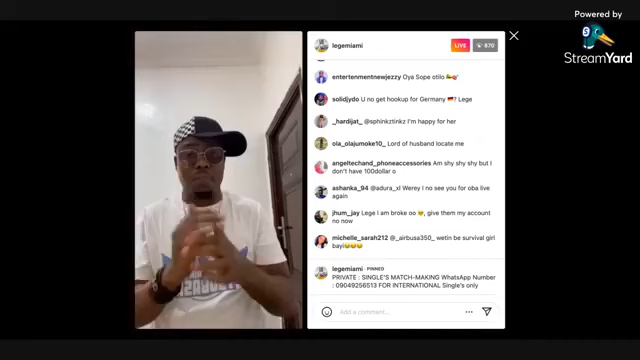 Powered by
StreamYard
legemiami
LIVE
870
entertenmentnewjezzy Oya Sope otilo
solidjydo U no get hookup for Germany ? Lege
_hardijat_ @sphinkztinkz I'm happy for her
ola_olajumoke10_ Lord of husband locate me
angeltechand_phoneaccessories Am shy shy shy but I
don't have 100dollar o
ashanka_94 @adura_xl Werey I no see you for oba live
again
jhum_jay Lege I am broke oo , give them my account
no now
michelle_sarah212 @_airbusa350_ wetin be survival girl
bayi
legemiami PINNED
PRIVATE : SINGLE'S MATCH-MAKING WhatsApp Number
: 09049256513 FOR INTERNATIONAL Single's only
Add a comment...